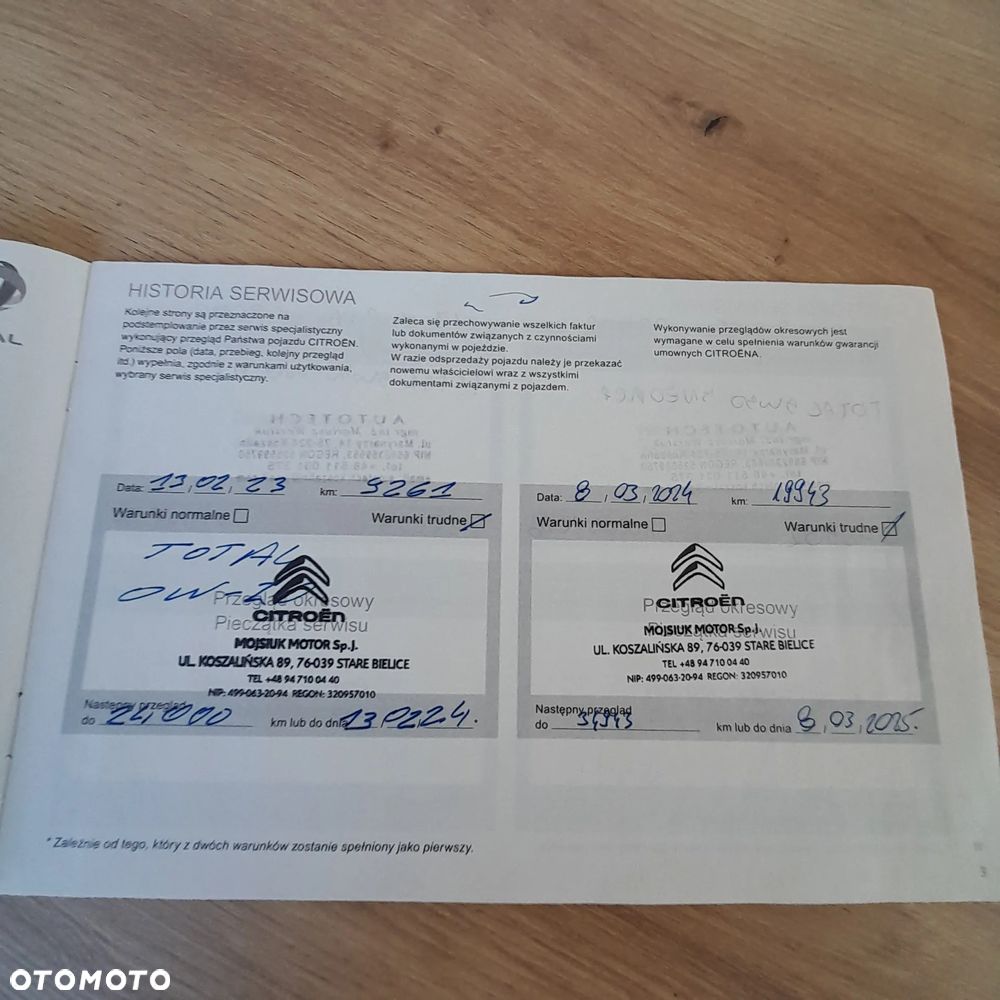 AL
HISTORIA SERWISOWA
Kolejne strony są przeznaczone na
podstemplowanie przez serwis specjalistyczny
wykonujący przegląd Państwa pojazdu CITROËN.
Poniższe pola (data, przebieg, kolejny przegląd
itd.) wypełnia, zgodnie z warunkami użytkowania,
wybrany serwis specjalistyczny.
Zaleca się przechowywanie wszelkich faktur
lub dokumentów związanych z czynnościami
wykonanymi w pojeździe.
W razie odsprzedaży pojazdu należy je przekazać
nowemu właścicielowi wraz z wszystkimi
dokumentami związanymi z pojazdem.
Wykonywanie przeglądów okresowych jest
wymagane w celu spełnienia warunków gwarancji
umownych CITROËNA.
Data: 13,02,23 km: 9261
Warunki normalne Warunki trudne
TOTAL
OW-20
Przegląd okresowy
Pieczątka serwisu
CITROËN
MOJSIUK MOTOR Sp.J.
UL. KOSZALIŃSKA 89, 76-039 STARE BIELICE
TEL +48 94 710 04 40
NIP: 499-063-20-94 REGON: 320957010
Następny przegląd
do 24,000 km lub do dnia 13.02.24.
Data: 8,03,2024 km: 19943
Warunki normalne Warunki trudne
CITROËN
Przegląd okresowy
Pieczątka serwisu
MOJSIUK MOTOR Sp.J.
UL. KOSZALIŃSKA 89, 76-039 STARE BIELICE
TEL +48 94 710 04 40
NIP: 499-063-20-94 REGON: 320957010
Następny przegląd
do 34943 km lub do dnia 8,03,2025.
* Zależnie od tego, który z dwóch warunków zostanie spełniony jako pierwszy.
3
OTOMOTO